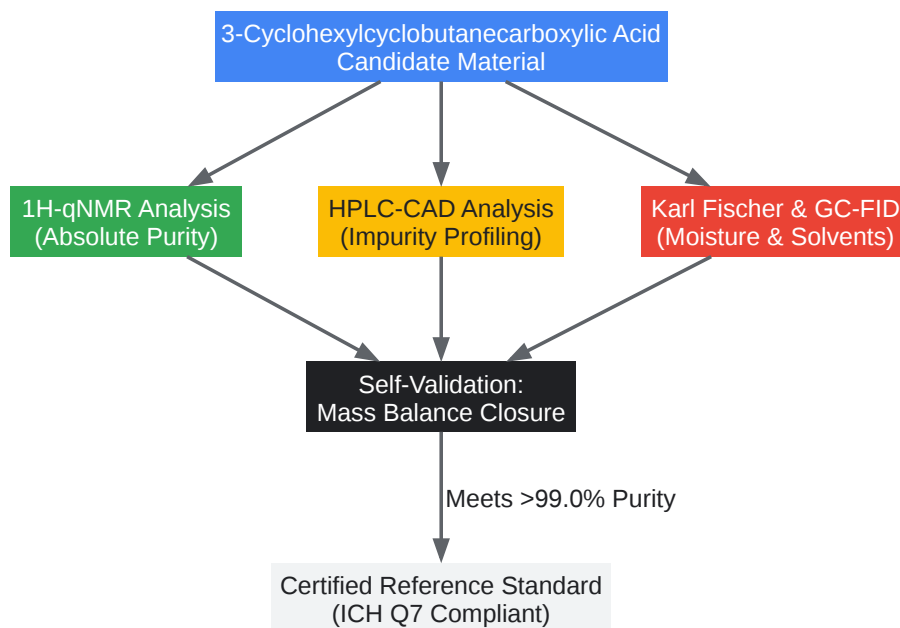 3-Cyclohexylcyclobutanecarboxylic Acid
Candidate Material
1H-qNMR Analysis
(Absolute Purity)
HPLC-CAD Analysis
(Impurity Profiling)
Karl Fischer & GC-FID
(Moisture & Solvents)
Self-Validation:
Mass Balance Closure
Meets >99.0% Purity
Certified Reference Standard
(ICH Q7 Compliant)